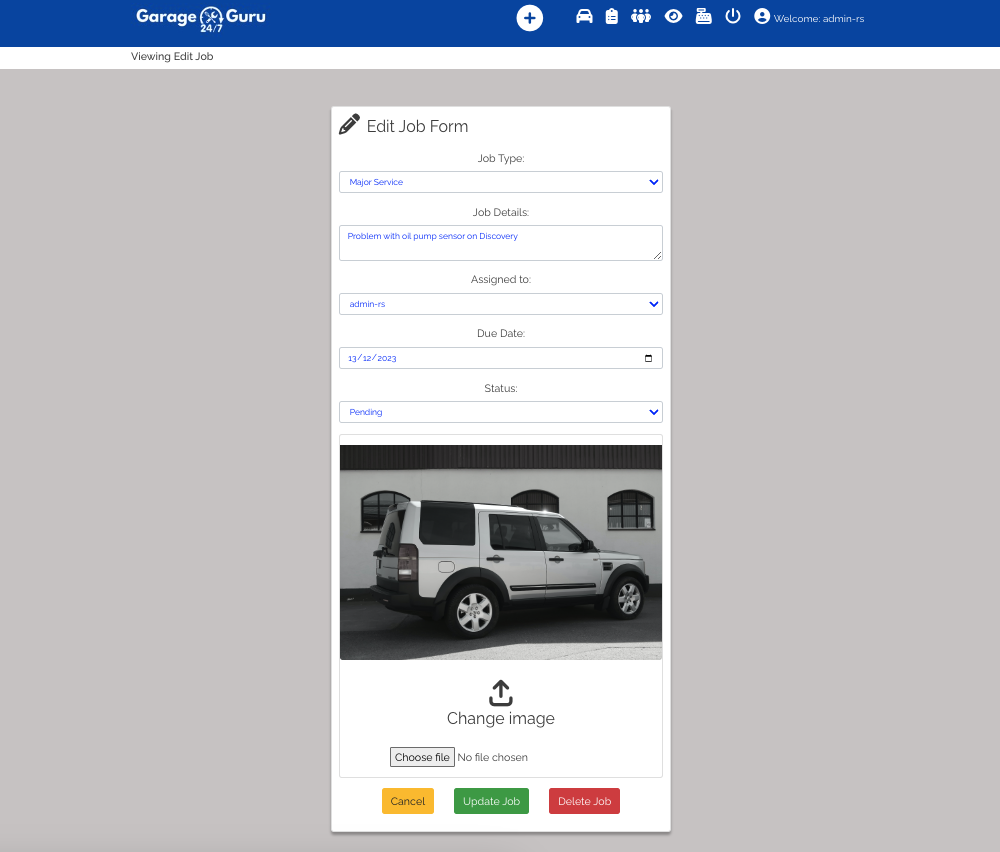 Garage Guru
24/7
Welcome: admin-rs
Viewing Edit Job
Edit Job Form
Job Type:
Major Service
Job Details:
Problem with oil pump sensor on Discovery
Assigned to:
admin-rs
Due Date:
13/12/2023
Status:
Pending
Change image
Choose file No file chosen
Cancel Update Job Delete Job